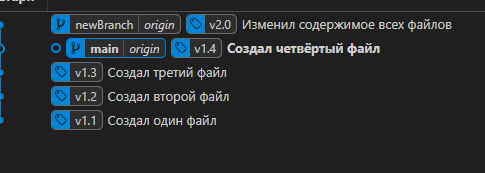 newBranch origin v2.0 Изменил содержимое всех файлов
main origin v1.4 Создал четвёртый файл
v1.3 Создал третий файл
v1.2 Создал второй файл
v1.1 Создал один файл